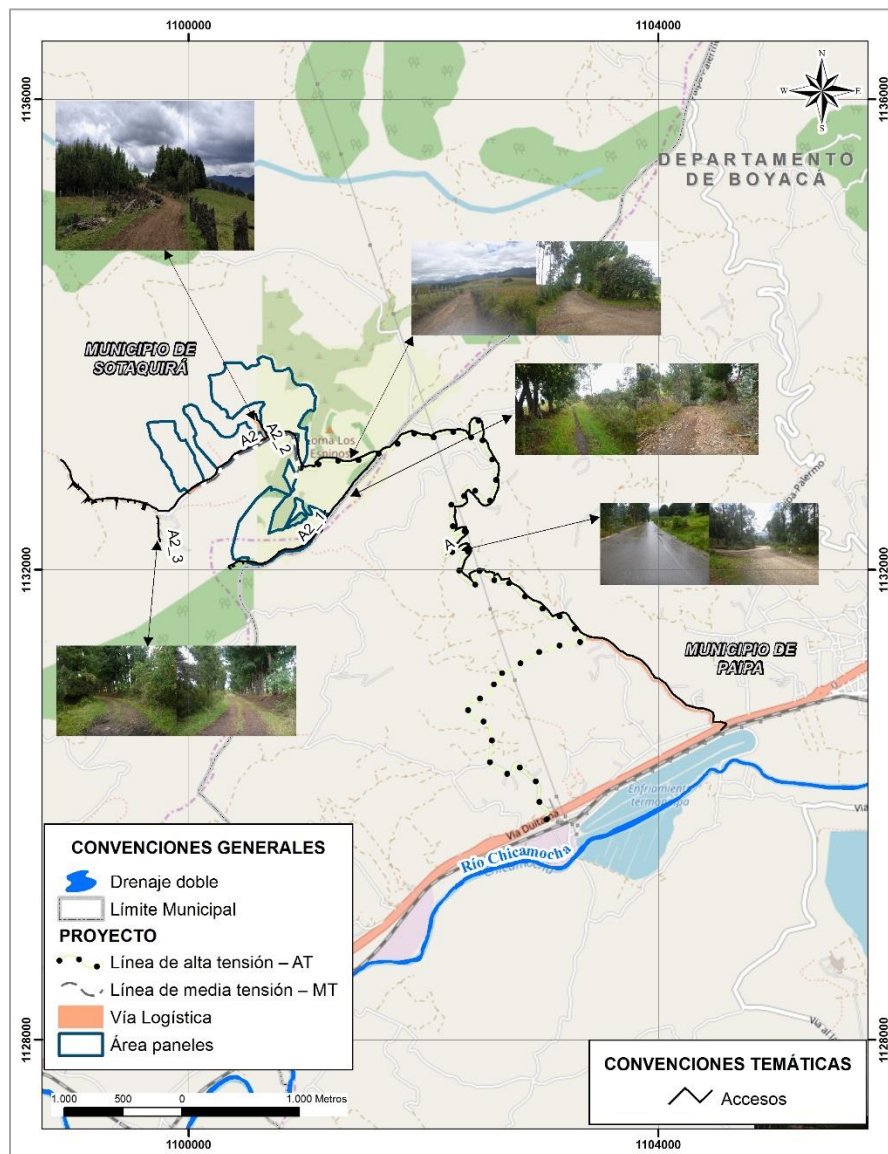 1100000
1104000
1136000
1136000
N
W
E
S
DEPARTAMENTO
DE BOYACÁ
MUNICIPIO DE
SOTAQUIRÁ
A2_2
Loma Los
Espinos
A2_1
A2_3
1132000
1132000
MUNICIPIO DE
PAIPA
Enfriamiento
termopaipa
Vía Duitama
Río Chicamocha
CONVENCIONES GENERALES
Drenaje doble
Límite Municipal
PROYECTO
Línea de alta tensión – AT
Línea de media tensión – MT
Vía Logística
Área paneles
1128000
1128000
CONVENCIONES TEMÁTICAS
Accesos
1.000 500 0 1.000 Metros
1100000
1104000